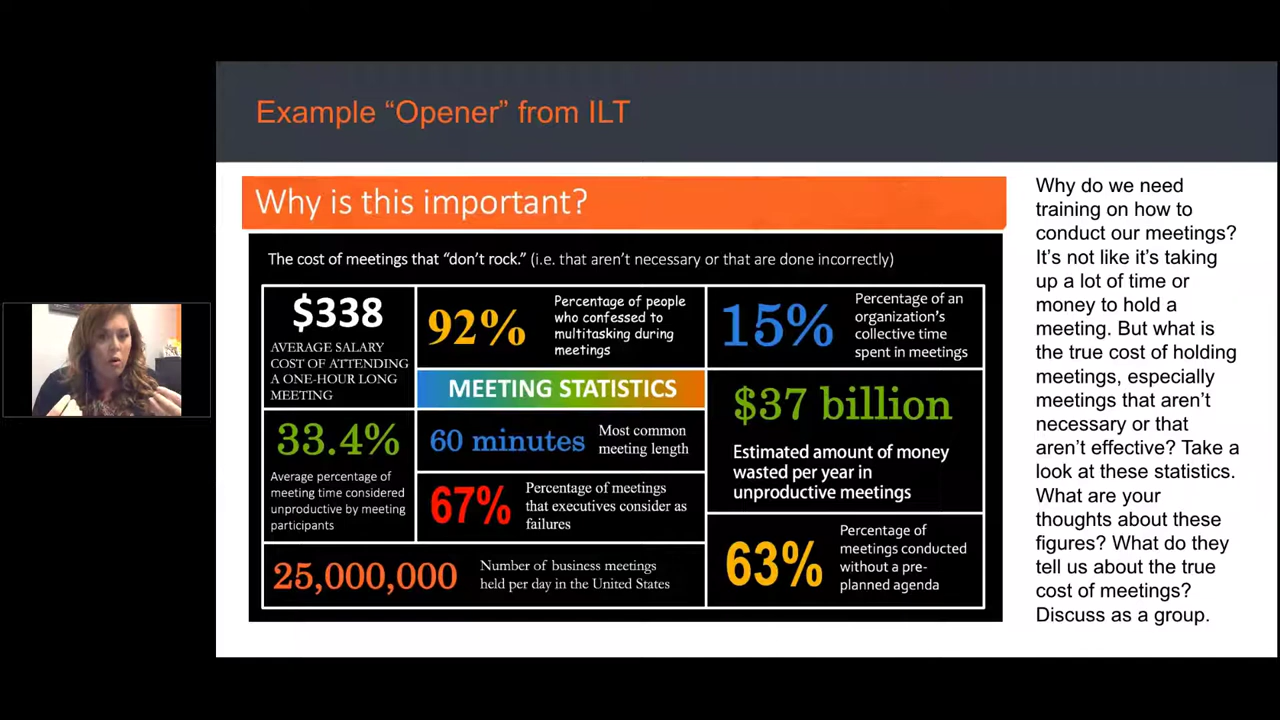 Example “Opener” from ILT
Why is this important?
The cost of meetings that “don’t rock.” (i.e. that aren’t necessary or that are done incorrectly)
$338
AVERAGE SALARY
COST OF ATTENDING
A ONE-HOUR LONG
MEETING
92%
Percentage of people
who confessed to
multitasking during
meetings
15%
Percentage of an
organization’s
collective time
spent in meetings
MEETING STATISTICS
33.4%
Average percentage of
meeting time considered
unproductive by meeting
participants
60 minutes
Most common
meeting length
$37 billion
Estimated amount of money
wasted per year in
unproductive meetings
67%
Percentage of meetings
that executives consider as
failures
25,000,000
Number of business meetings
held per day in the United States
63%
Percentage of
meetings conducted
without a pre-
planned agenda
Why do we need
training on how to
conduct our meetings?
It’s not like it’s taking
up a lot of time or
money to hold a
meeting. But what is
the true cost of holding
meetings, especially
meetings that aren’t
necessary or that
aren’t effective? Take a
look at these statistics.
What are your
thoughts about these
figures? What do they
tell us about the true
cost of meetings?
Discuss as a group.